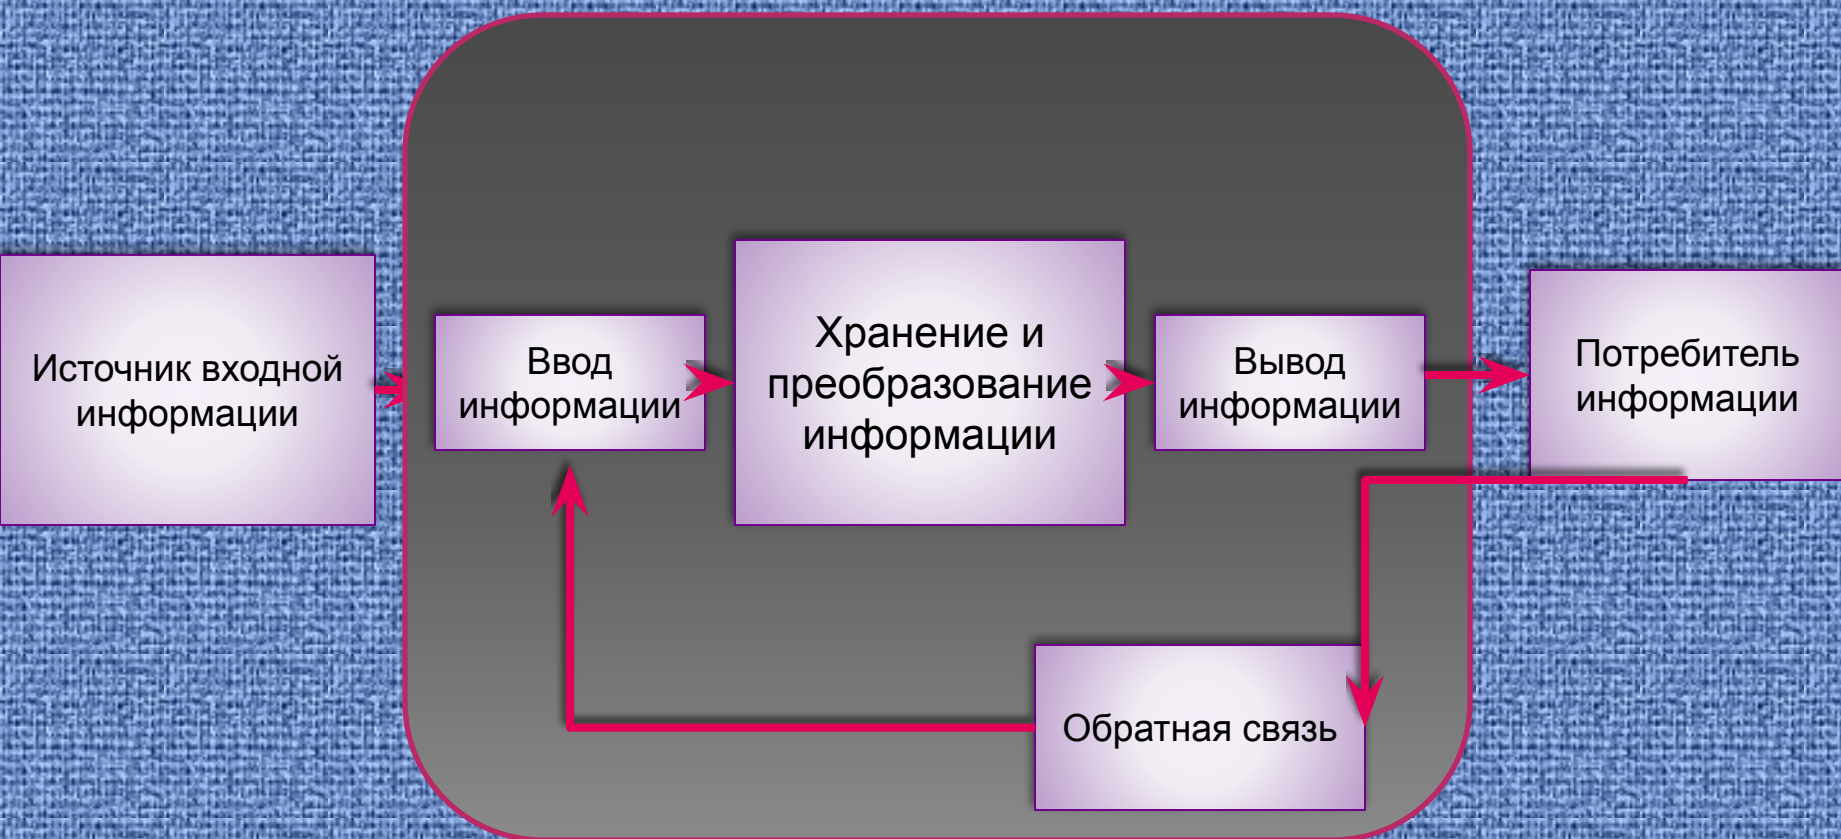 Источник входной
информации
Ввод
информации
Хранение и
преобразование
информации
Вывод
информации
Потребитель
информации
Обратная связь